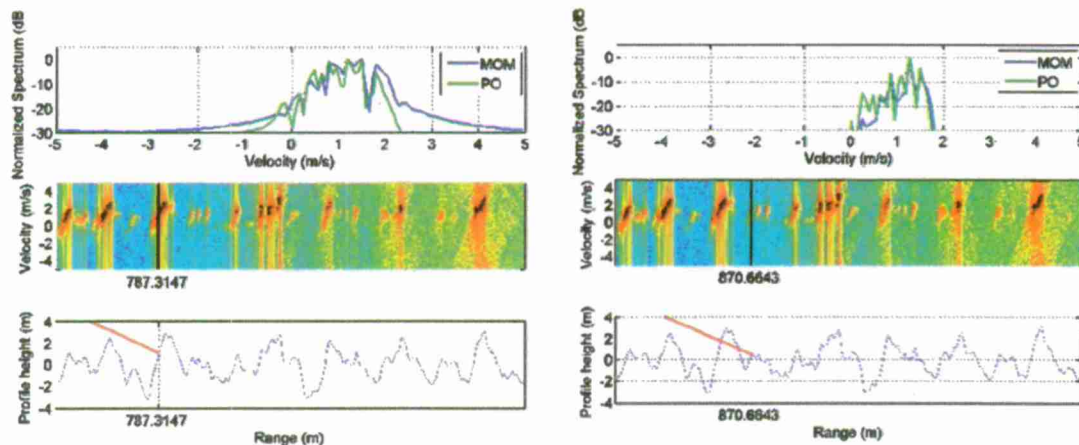 Normalized Spectrum (dB
0
-10
-20
-30
-5 -4 -3 -2 -1 0 1 2 3 4 5
Velocity (m/s)
MOM
PO
Velocity (m/s)
4
2
0
-2
-4
787.3147
Profile height (m)
4
2
0
-2
-4
787.3147
Range (m)
Normalized Spectrum (dB
0
-10
-20
-30
-5 -4 -3 -2 -1 0 1 2 3 4 5
Velocity (m/s)
MOM
PO
Velocity (m/s)
4
2
0
-2
-4
870.6643
Profile height (m)
4
2
0
-2
-4
870.6643
Range (m)